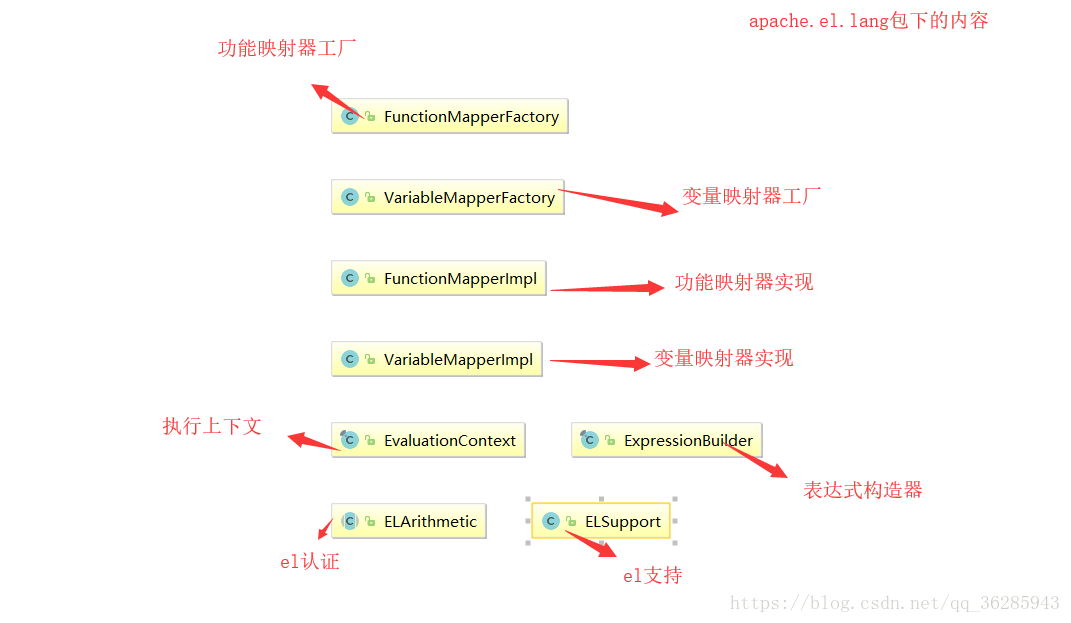 apache.el.lang包下的内容
功能映射器工厂
FunctionMapperFactory
VariableMapperFactory
变量映射器工厂
FunctionMapperImpl
功能映射器实现
VariableMapperImpl
变量映射器实现
执行上下文
EvaluationContext
ExpressionBuilder
表达式构造器
ELArithmetic
ELSupport
el认证
el支持
https://blog.csdn.net/qq_36285943